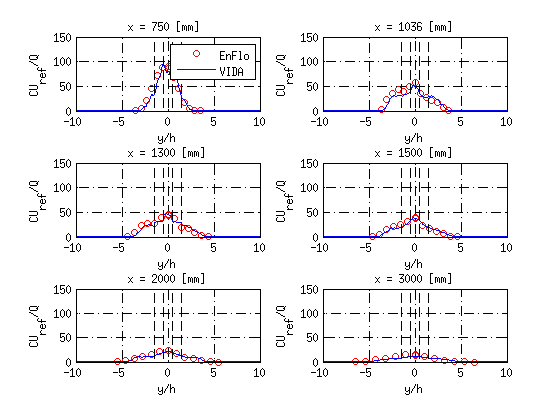 x = 750 [mm]
150
100
50
0
-10 -5 0 5 10
y/h
CU_ref/Q
EnFlo
VIDA
x = 1036 [mm]
150
100
50
0
-10 -5 0 5 10
y/h
CU_ref/Q
x = 1300 [mm]
150
100
50
0
-10 -5 0 5 10
y/h
CU_ref/Q
x = 1500 [mm]
150
100
50
0
-10 -5 0 5 10
y/h
CU_ref/Q
x = 2000 [mm]
150
100
50
0
-10 -5 0 5 10
y/h
CU_ref/Q
x = 3000 [mm]
150
100
50
0
-10 -5 0 5 10
y/h
CU_ref/Q